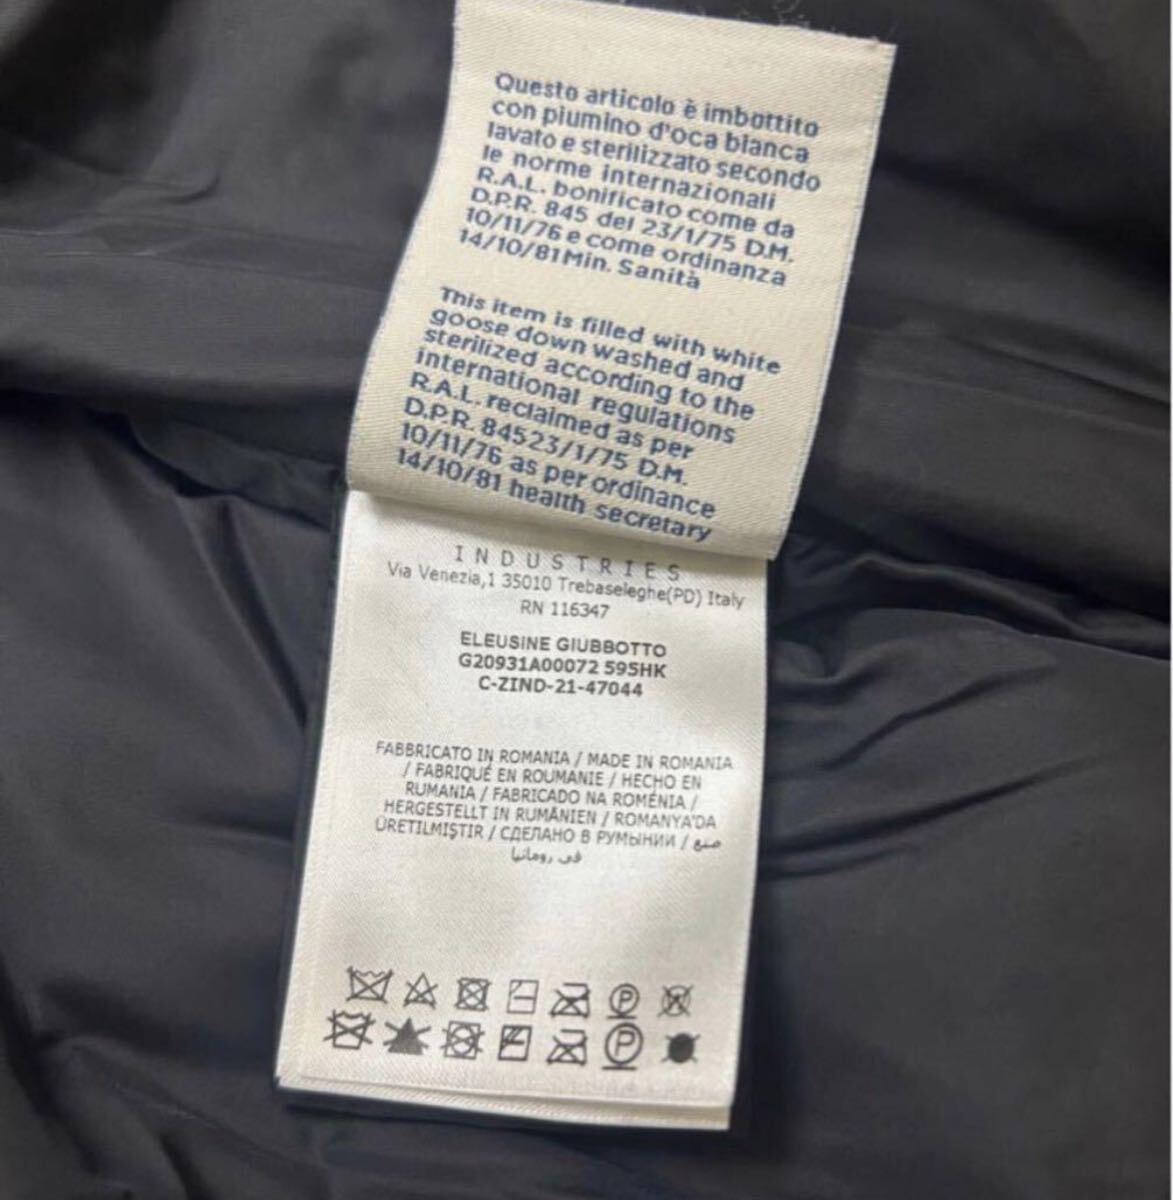 Questo articolo è imbottito
con piumino d'oca bianca
lavato e sterilizzato secondo
le norme internazionali
R.A.L. bonificato come da
D.P.R. 845 del 23/1/75 D.M.
10/11/76 e come ordinanza
14/10/81 Min. Sanità
This item is filled with white
goose down washed and
sterilized according to the
international regulations
R.A.L. reclaimed as per
D.P.R. 84523/1/75 D.M.
10/11/76 as per ordinance
14/10/81 health secretary
INDUSTRIES
Via Venezia,1 35010 Trebaseleghe(PD) Italy
RN 116347
ELEUSINE GIUBBOTTO
G20931A00072 595HK
C-ZIND-21-47044
FABBRICATO IN ROMANIA / MADE IN ROMANIA
/ FABRIQUÉ EN ROUMANIE / HECHO EN
RUMANIA / FABRICADO NA ROMÉNIA /
HERGESTELLT IN RUMÄNIEN / ROMANYA'DA
ÜRETILMIŞTIR / СДЕЛАНО В РУМЫНИИ / صنع
في رومانيا
P
P